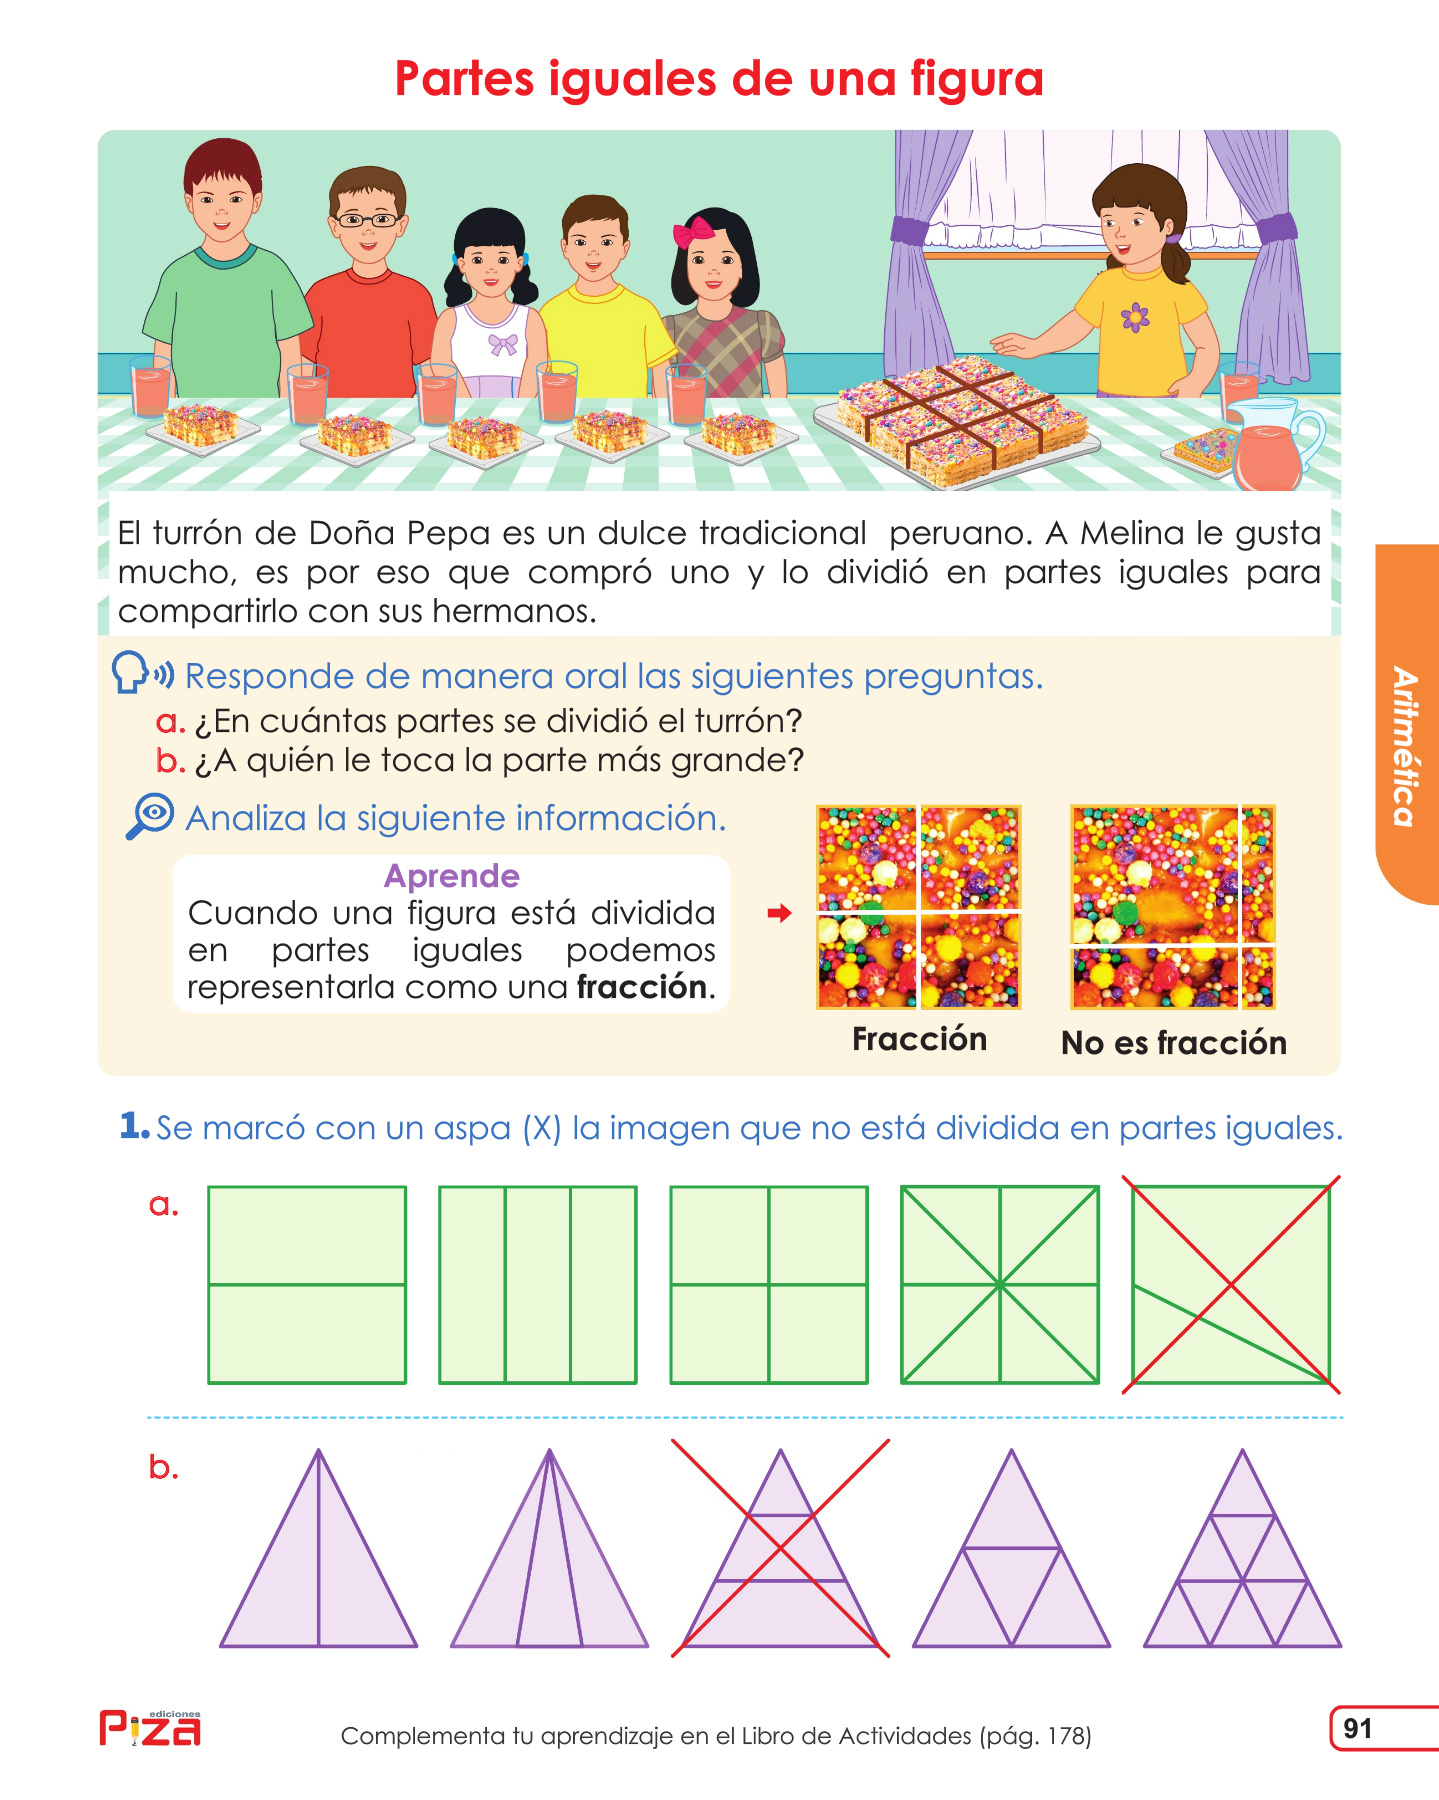 Partes iguales de una figura
El turrón de Doña Pepa es un dulce tradicional peruano. A Melina le gusta
mucho, es por eso que compró uno y lo dividió en partes iguales para
compartirlo con sus hermanos.
Responde de manera oral las siguientes preguntas.
a. ¿En cuántas partes se dividió el turrón?
b. ¿A quién le toca la parte más grande?
Analiza la siguiente información.
Aprende
Cuando una figura está dividida
en partes iguales podemos
representarla como una fracción.
Fracción
No es fracción
Aritmética
1. Se marcó con un aspa (X) la imagen que no está dividida en partes iguales.
a.
b.
ediciones
Piza
Complementa tu aprendizaje en el Libro de Actividades (pág. 178)
91